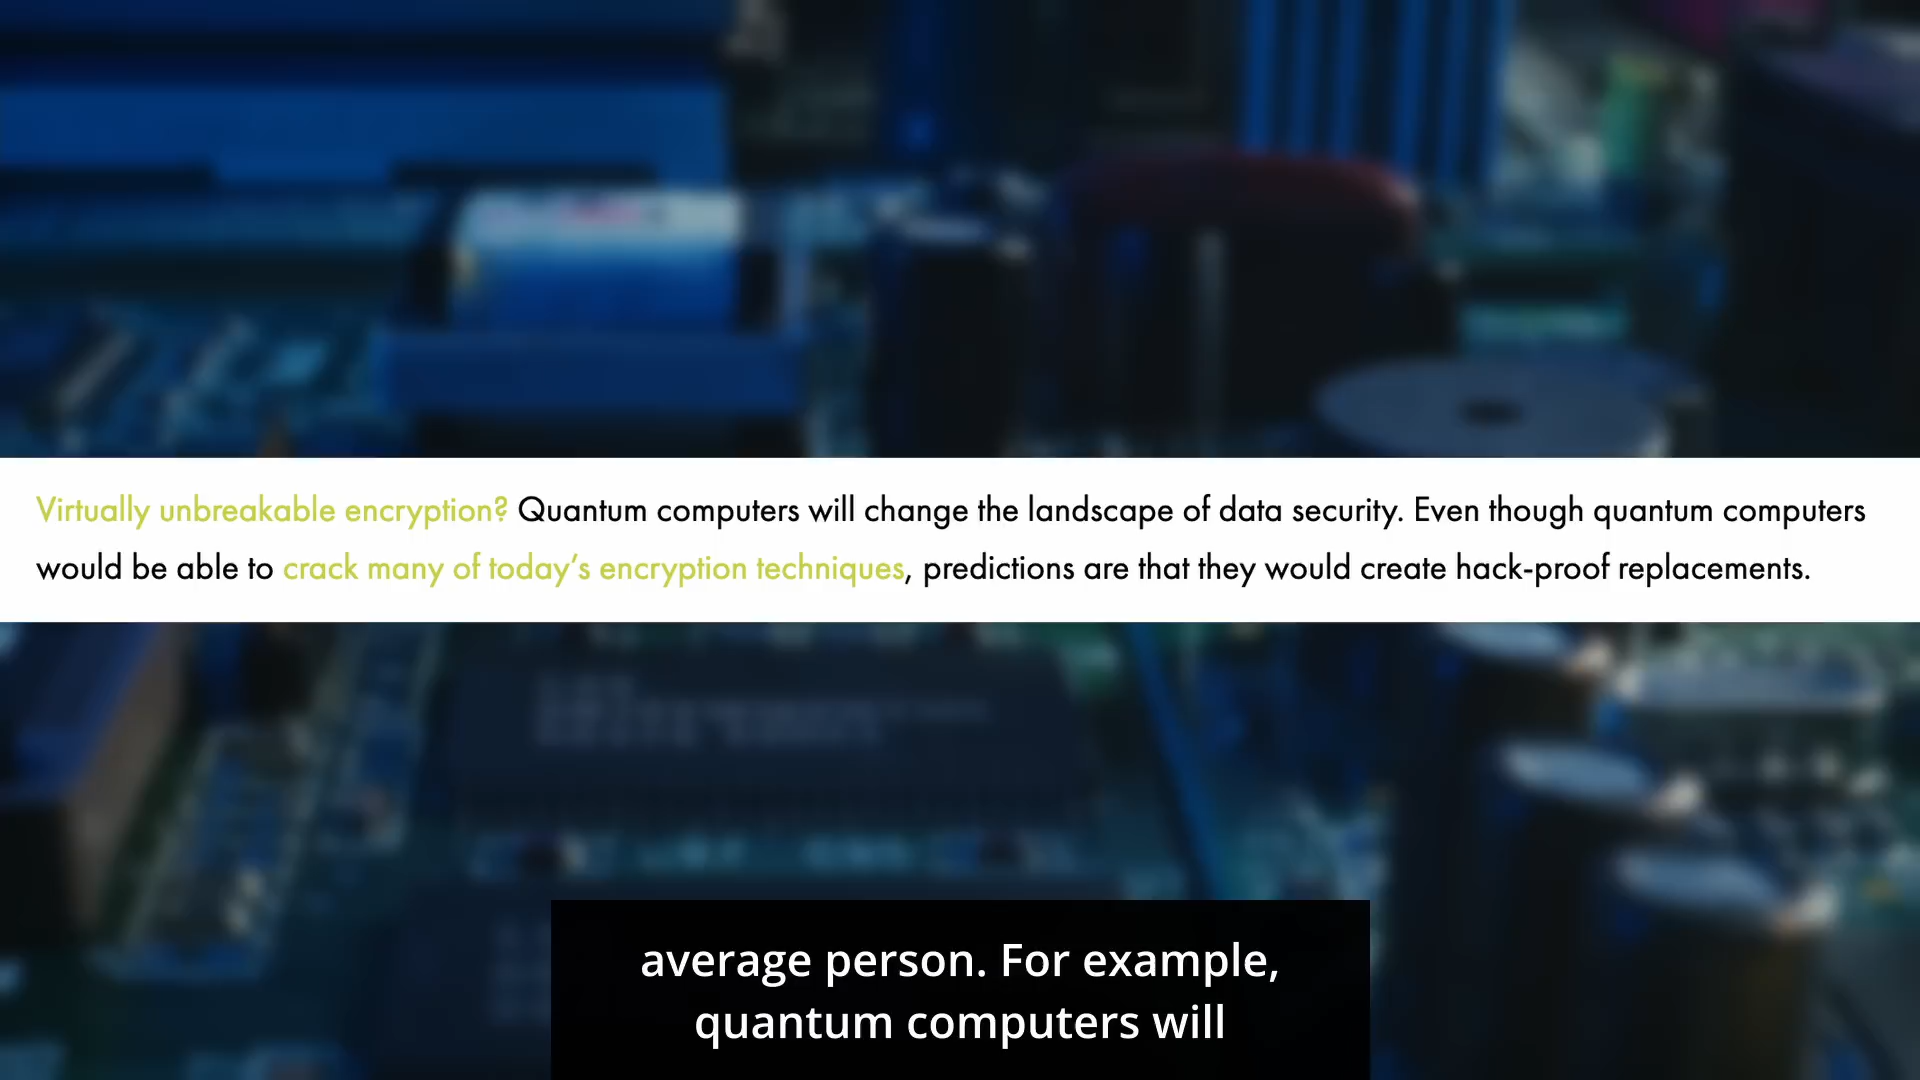 Virtually unbreakable encryption? Quantum computers will change the landscape of data security. Even though quantum computers
would be able to crack many of today’s encryption techniques, predictions are that they would create hack-proof replacements.
average person. For example,
quantum computers will